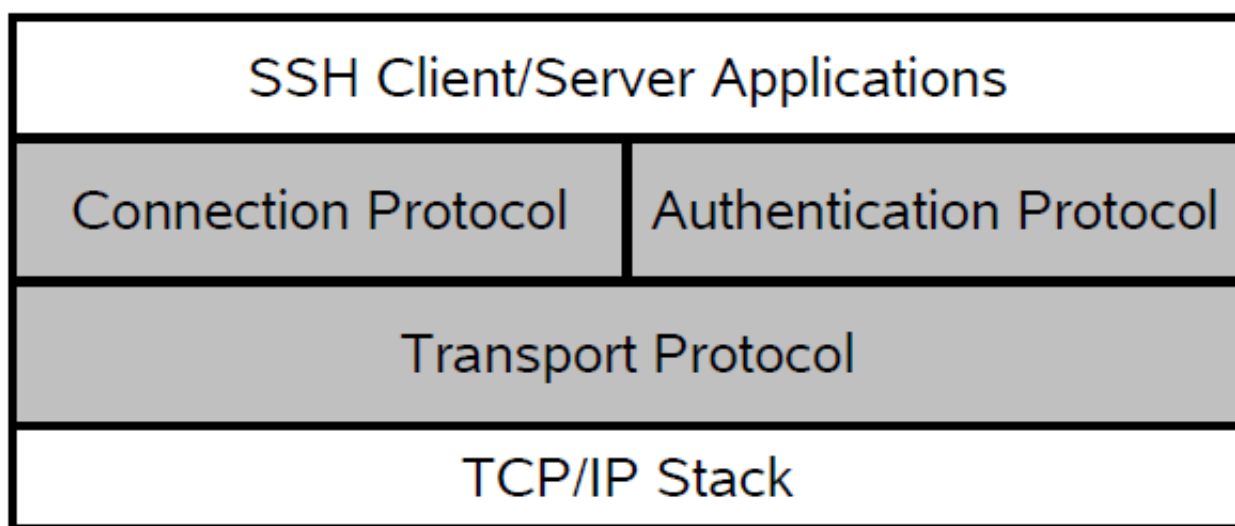 SSH Client/Server Applications
Connection Protocol
Authentication Protocol
Transport Protocol
TCP/IP Stack